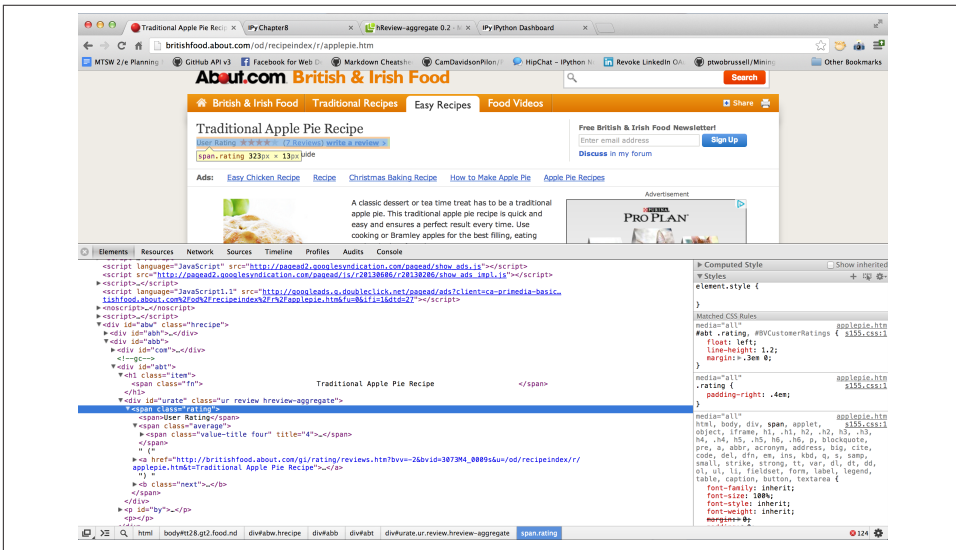 Traditional Apple Pie Recip ×
IPy Chapter8 ×
hReview-aggregate 0.2 - M ×
IPy IPython Dashboard ×
britishfood.about.com/od/recipeindex/r/applepie.htm
MTSW 2/e Planning
GitHub API v3
Facebook for Web D
Markdown Cheatshe
CamDavidsonPilon/P
HipChat – IPython N
Revoke LinkedIn OA
ptwobrussell/Mining
Other Bookmarks
About.com British & Irish Food
Search
British & Irish Food Traditional Recipes Easy Recipes Food Videos Share
Traditional Apple Pie Recipe
User Rating (7 Reviews) write a review >
span.rating 323px × 13px uide
Free British & Irish Food Newsletter!
Enter email address Sign Up
Discuss in my forum
Ads: Easy Chicken Recipe Recipe Christmas Baking Recipe How to Make Apple Pie Apple Pie Recipes
A classic dessert or tea time treat has to be a traditional
apple pie. This traditional apple pie recipe is quick and
easy and ensures a perfect result every time. Use
cooking or Bramley apples for the best filling, eating
Advertisement
PURINA
PRO PLAN
Elements Resources Network Sources Timeline Profiles Audits Console
<script language="JavaScript" src="http://pagead2.googlesyndication.com/pagead/show_ads.js"></script>
<script src="http://pagead2.googlesyndication.com/pagead/js/r20130606/r20130206/show_ads_impl.js"></script>
▶<script>…</script>
<script language="JavaScript1.1" src="http://googleads.g.doubleclick.net/pagead/ads?client=ca-primedia-basic…
tishfood.about.com%2Fod%2Frecipeindex%2Fr%2Fapplepie.htm&fu=0&ifi=1&dtd=27"></script>
▶<noscript>…</noscript>
▶<script>…</script>
▼<div id="abw" class="hrecipe">
▶<div id="abh">…</div>
▼<div id="abb">
▶<div id="com">…</div>
<!--gc-->
▼<div id="abt">
▼<h1 class="item">
<span class="fn"> Traditional Apple Pie Recipe </span>
</h1>
▼<div id="urate" class="ur review hreview-aggregate">
▼<span class="rating">
<span>User Rating</span>
▼<span class="average">
▶<span class="value-title four" title="4">…</span>
</span>
" ("
▶<a href="http://britishfood.about.com/gi/rating/reviews.htm?bvv=-2&bvid=3073M4_0009s&u=/od/recipeindex/r/
applepie.htm&t=Traditional Apple Pie Recipe">…</a>
") "
▶<b class="next">…</b>
</span>
</div>
▶<p id="by">…</p>
<p></p>
▶ Computed Style Show inherited
▼ Styles
element.style {
}
Matched CSS Rules
media="all" applepie.htm
#abt .rating, #BVCustomerRatings { s155.css:1
float: left;
line-height: 1.2;
margin:▶.3em 0;
}
media="all" applepie.htm
.rating { s155.css:1
padding-right: .4em;
}
media="all" applepie.htm
html, body, div, span, applet, s155.css:1
object, iframe, h1, .h1, h2, .h2, h3, .h3,
h4, .h4, h5, .h5, h6, .h6, p, blockquote,
pre, a, abbr, acronym, address, big, cite,
code, del, dfn, em, ins, kbd, q, s, samp,
small, strike, strong, tt, var, dl, dt, dd,
ol, ul, li, fieldset, form, label, legend,
table, caption, button, textarea {
font-family: inherit;
font-size: 100%;
font-style: inherit;
font-weight: inherit;
margin:▶0;
html body#tt28.gt2.food.nd div#abw.hrecipe div#abb div#abt div#urate.ur.review.hreview-aggregate span.rating
124